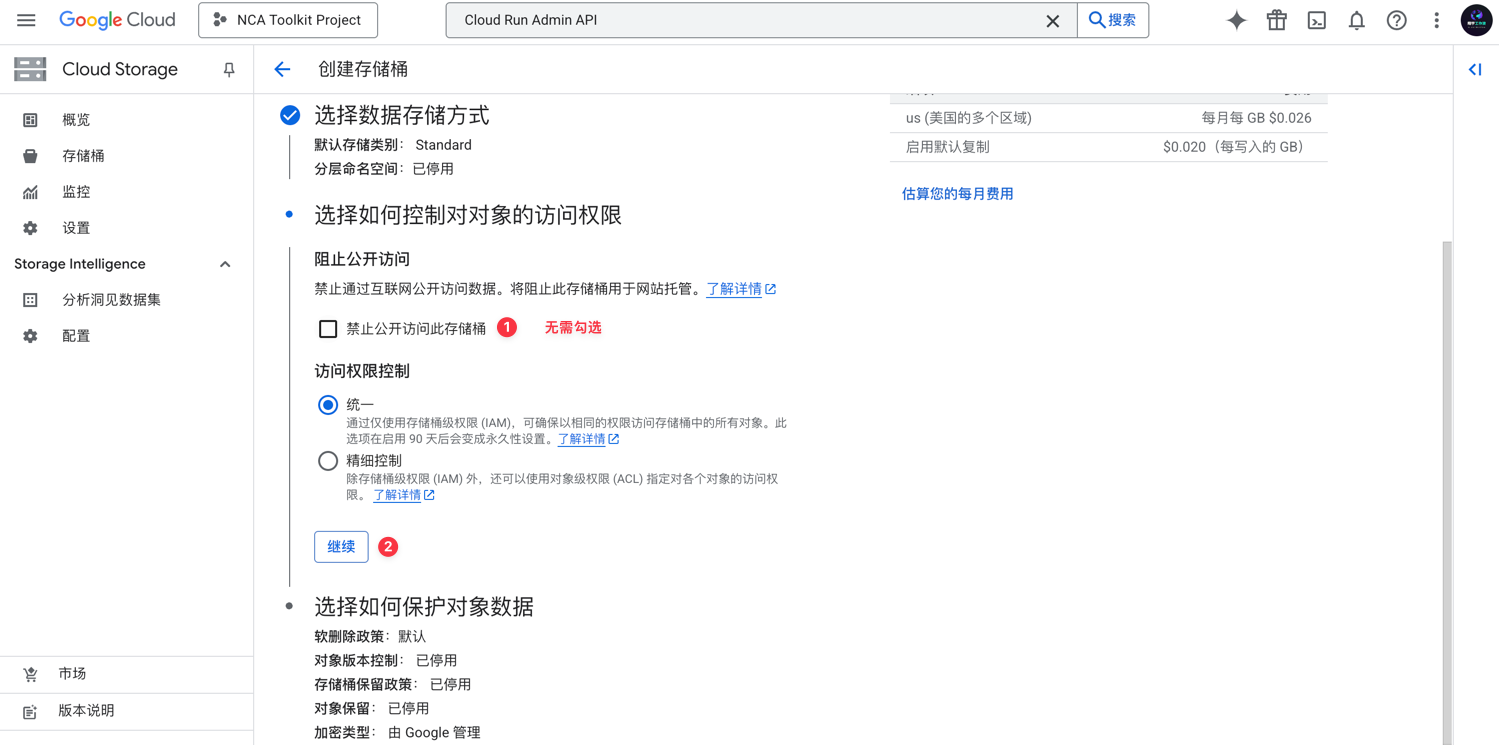 Google Cloud
NCA Toolkit Project
Cloud Run Admin API
搜索
Cloud Storage
概览
存储桶
监控
设置
Storage Intelligence
分析洞见数据集
配置
市场
版本说明
创建存储桶
选择数据存储方式
默认存储类别： Standard
分层命名空间：已停用
选择如何控制对对象的访问权限
阻止公开访问
禁止通过互联网公开访问数据。将阻止此存储桶用于网站托管。了解详情
禁止公开访问此存储桶 1 无需勾选
访问权限控制
统一
通过仅使用存储桶级权限 (IAM)，可确保以相同的权限访问存储桶中的所有对象。此
选项在启用 90 天后会变成永久性设置。了解详情
精细控制
除存储桶级权限 (IAM) 外，还可以使用对象级权限 (ACL) 指定对各个对象的访问权
限。 了解详情
继续 2
选择如何保护对象数据
软删除政策： 默认
对象版本控制： 已停用
存储桶保留政策： 已停用
对象保留： 已停用
加密类型： 由 Google 管理
us (美国的多个区域) 每月每 GB $0.026
启用默认复制 $0.020（每写入的 GB）
估算您的每月费用